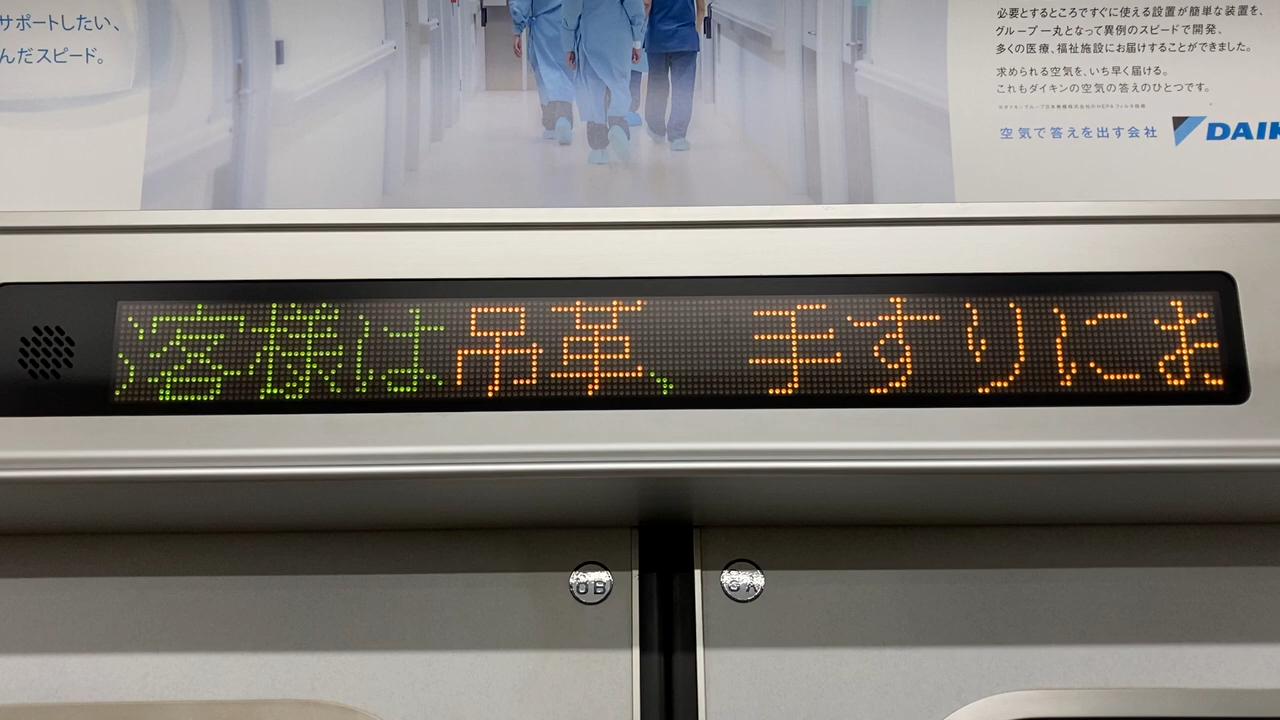 サポートしたい、
んだスピード。
必要とするところですぐに使える設置が簡単な装置を、
グループ一丸となって異例のスピードで開発、
多くの医療、福祉施設にお届けすることができました。
求められる空気を、いち早く届ける。
これもダイキンの空気の答えのひとつです。
空気で答えを出す会社
DAIK
客様は吊革、 手すりにお